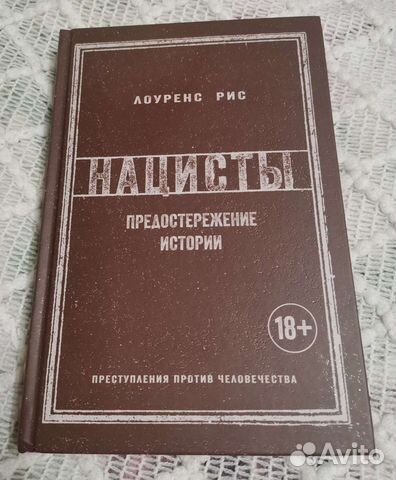 ЛОУРЕНС РИС
НАЦИСТЫ
ПРЕДОСТЕРЕЖЕНИЕ
ИСТОРИИ
18+
ПРЕСТУПЛЕНИЯ ПРОТИВ ЧЕЛОВЕЧЕСТВА
Avito